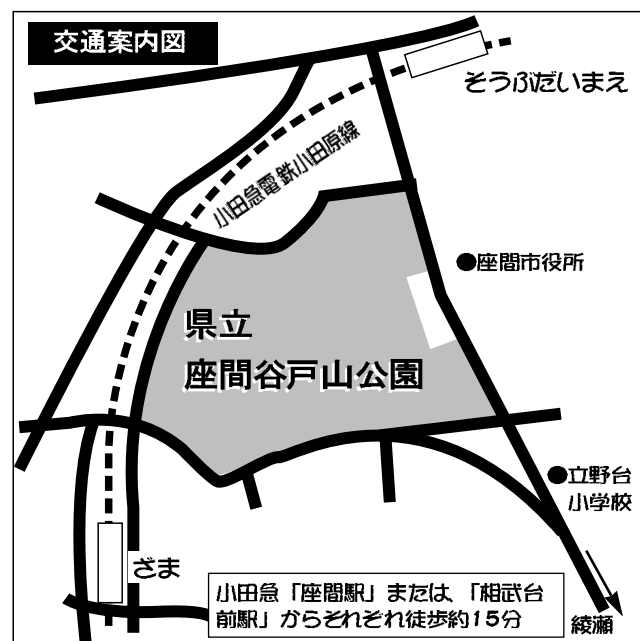 交通案内図
そうぶだいまえ
小田急電鉄小田原線
●座間市役所
県立
座間谷戸山公園
●立野台
小学校
ざま
小田急「座間駅」または、「相武台
前駅」からそれぞれ徒歩約15分
綾瀬